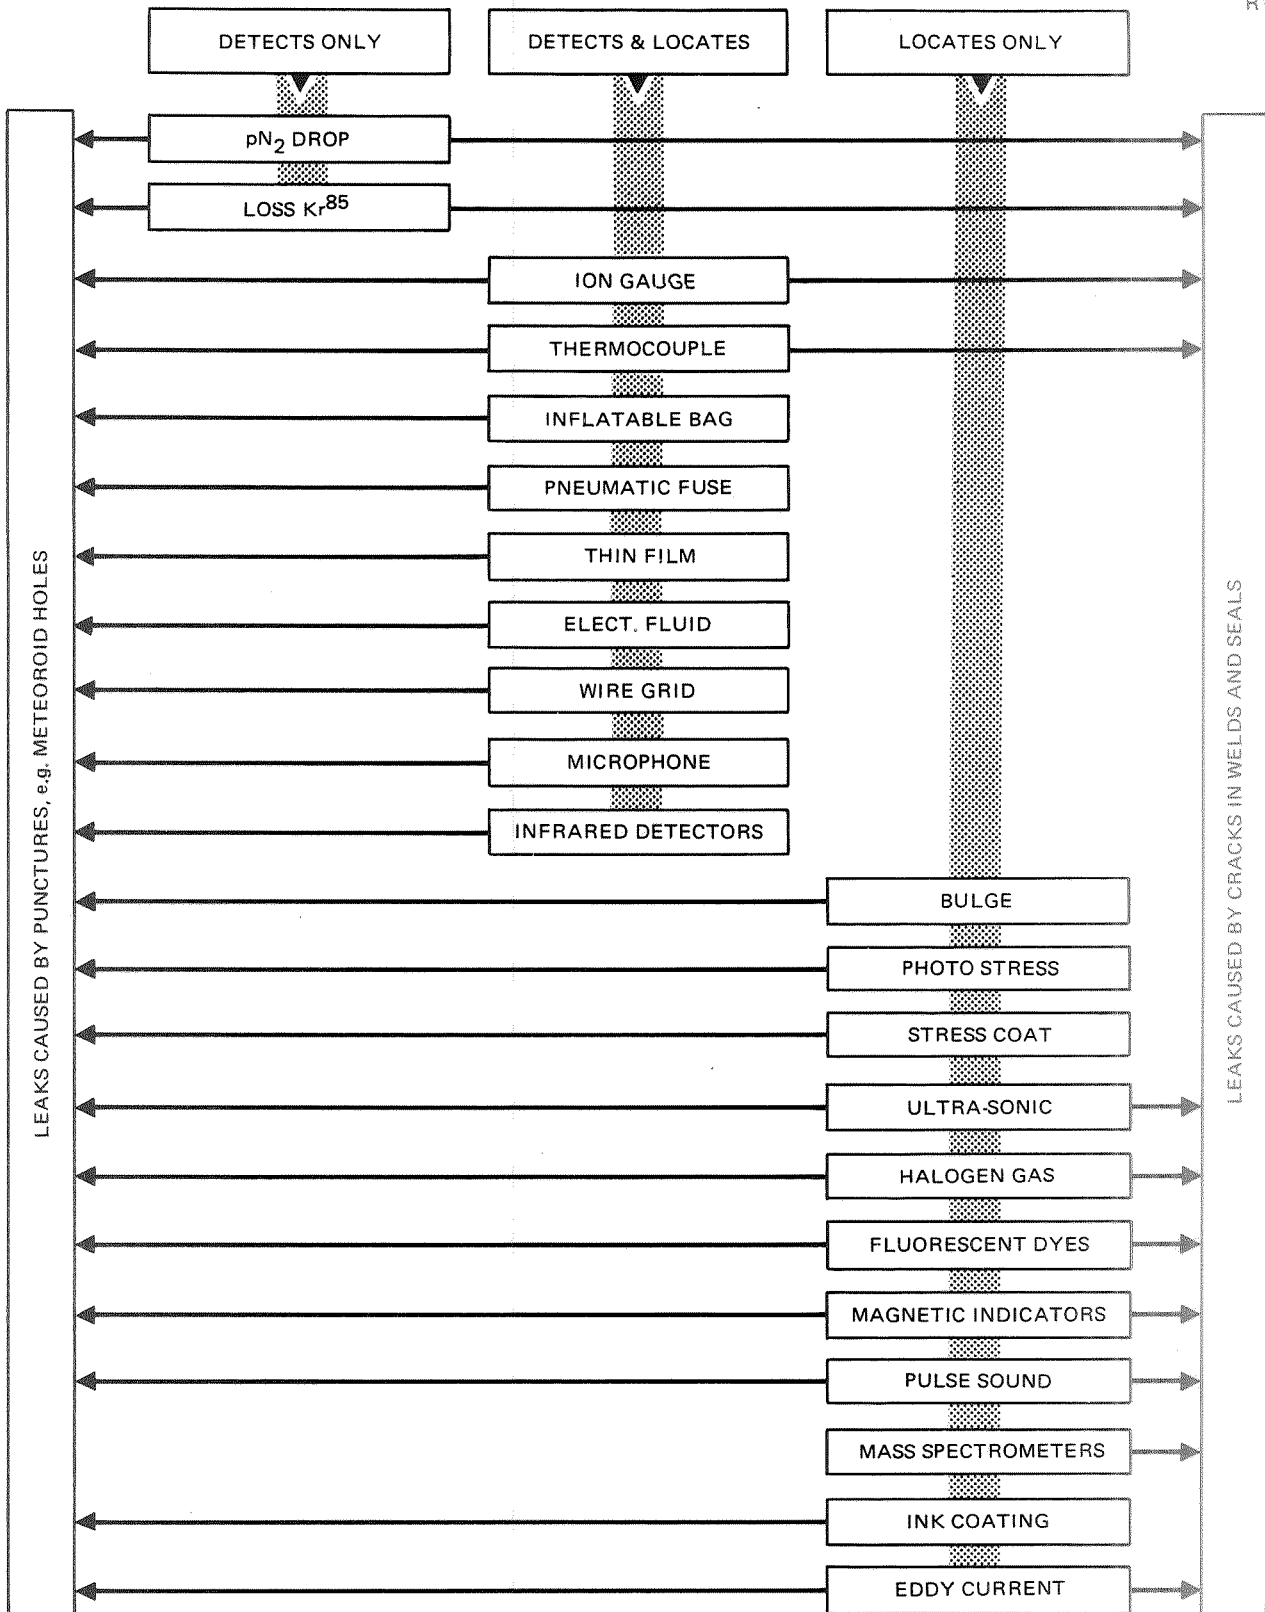 DETECTS ONLY
DETECTS & LOCATES
LOCATES ONLY
pN2 DROP
LOSS Kr85
ION GAUGE
THERMOCOUPLE
INFLATABLE BAG
PNEUMATIC FUSE
THIN FILM
ELECT. FLUID
WIRE GRID
MICROPHONE
INFRARED DETECTORS
BULGE
PHOTO STRESS
STRESS COAT
ULTRA-SONIC
HALOGEN GAS
FLUORESCENT DYES
MAGNETIC INDICATORS
PULSE SOUND
MASS SPECTROMETERS
INK COATING
EDDY CURRENT
LEAKS CAUSED BY PUNCTURES, e.g. METEOROID HOLES
LEAKS CAUSED BY CRACKS IN WELDS AND SEALS